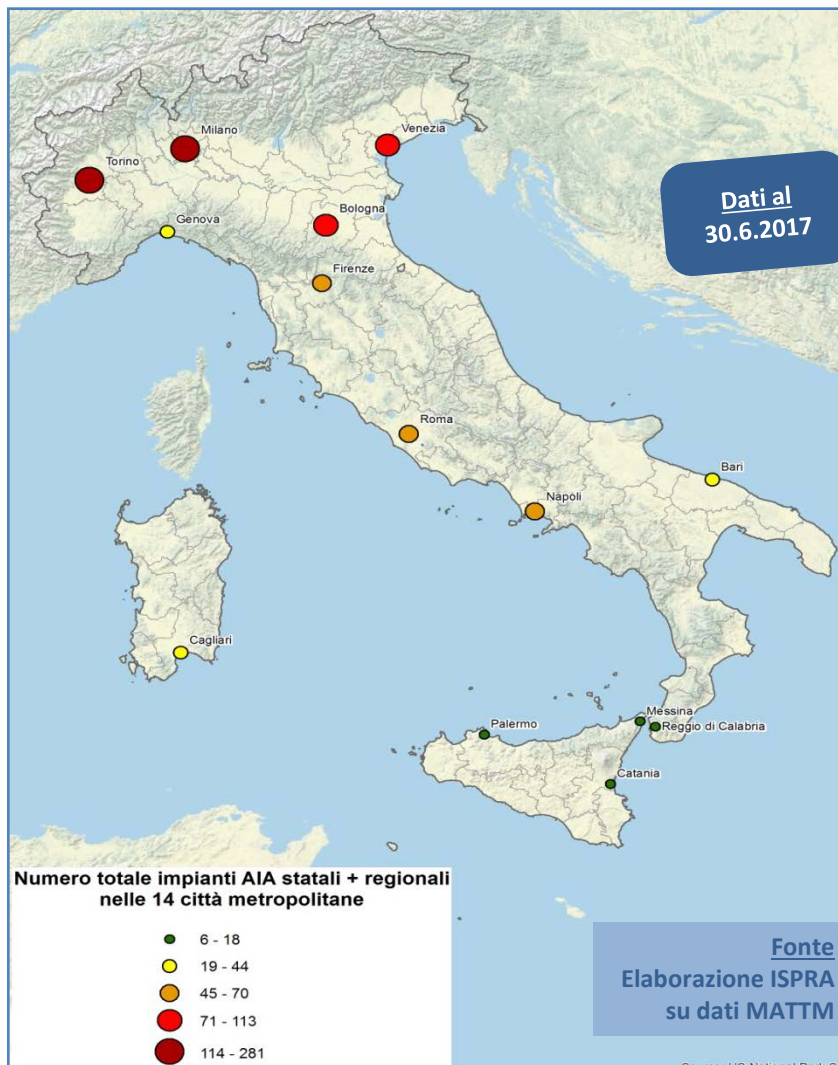 Milano
Venezia
Torino
Dati al
30.6.2017
Bologna
Genova
Firenze
Roma
Bari
Napoli
Cagliari
Messina
Palermo
Reggio di Calabria
Catania
Numero totale impianti AIA statali + regionali
nelle 14 città metropolitane
6 - 18
19 - 44
45 - 70
71 - 113
114 - 281
Fonte
Elaborazione ISPRA
su dati MATTM